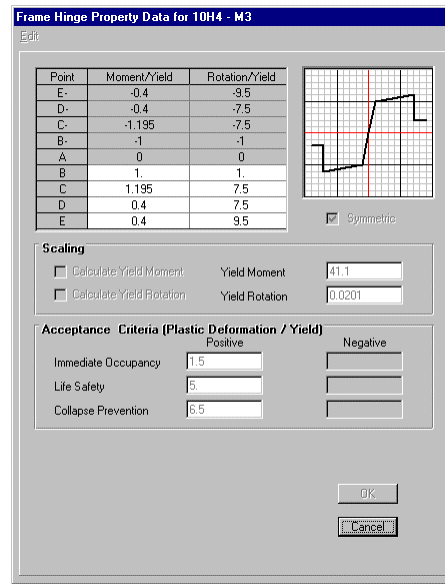 Frame Hinge Property Data for 10H4 - M3
Edit
Point Moment/Yield Rotation/Yield
E- -0.4 -9.5
D- -0.4 -7.5
C- -1.195 -7.5
B- -1 -1
A 0 0
B 1. 1.
C 1.195 7.5
D 0.4 7.5
E 0.4 9.5
Symmetric
Scaling
Calculate Yield Moment Yield Moment 41.1
Calculate Yield Rotation Yield Rotation 0.0201
Acceptance Criteria (Plastic Deformation / Yield)
Positive Negative
Immediate Occupancy 1.5
Life Safety 5.
Collapse Prevention 6.5
OK
Cancel